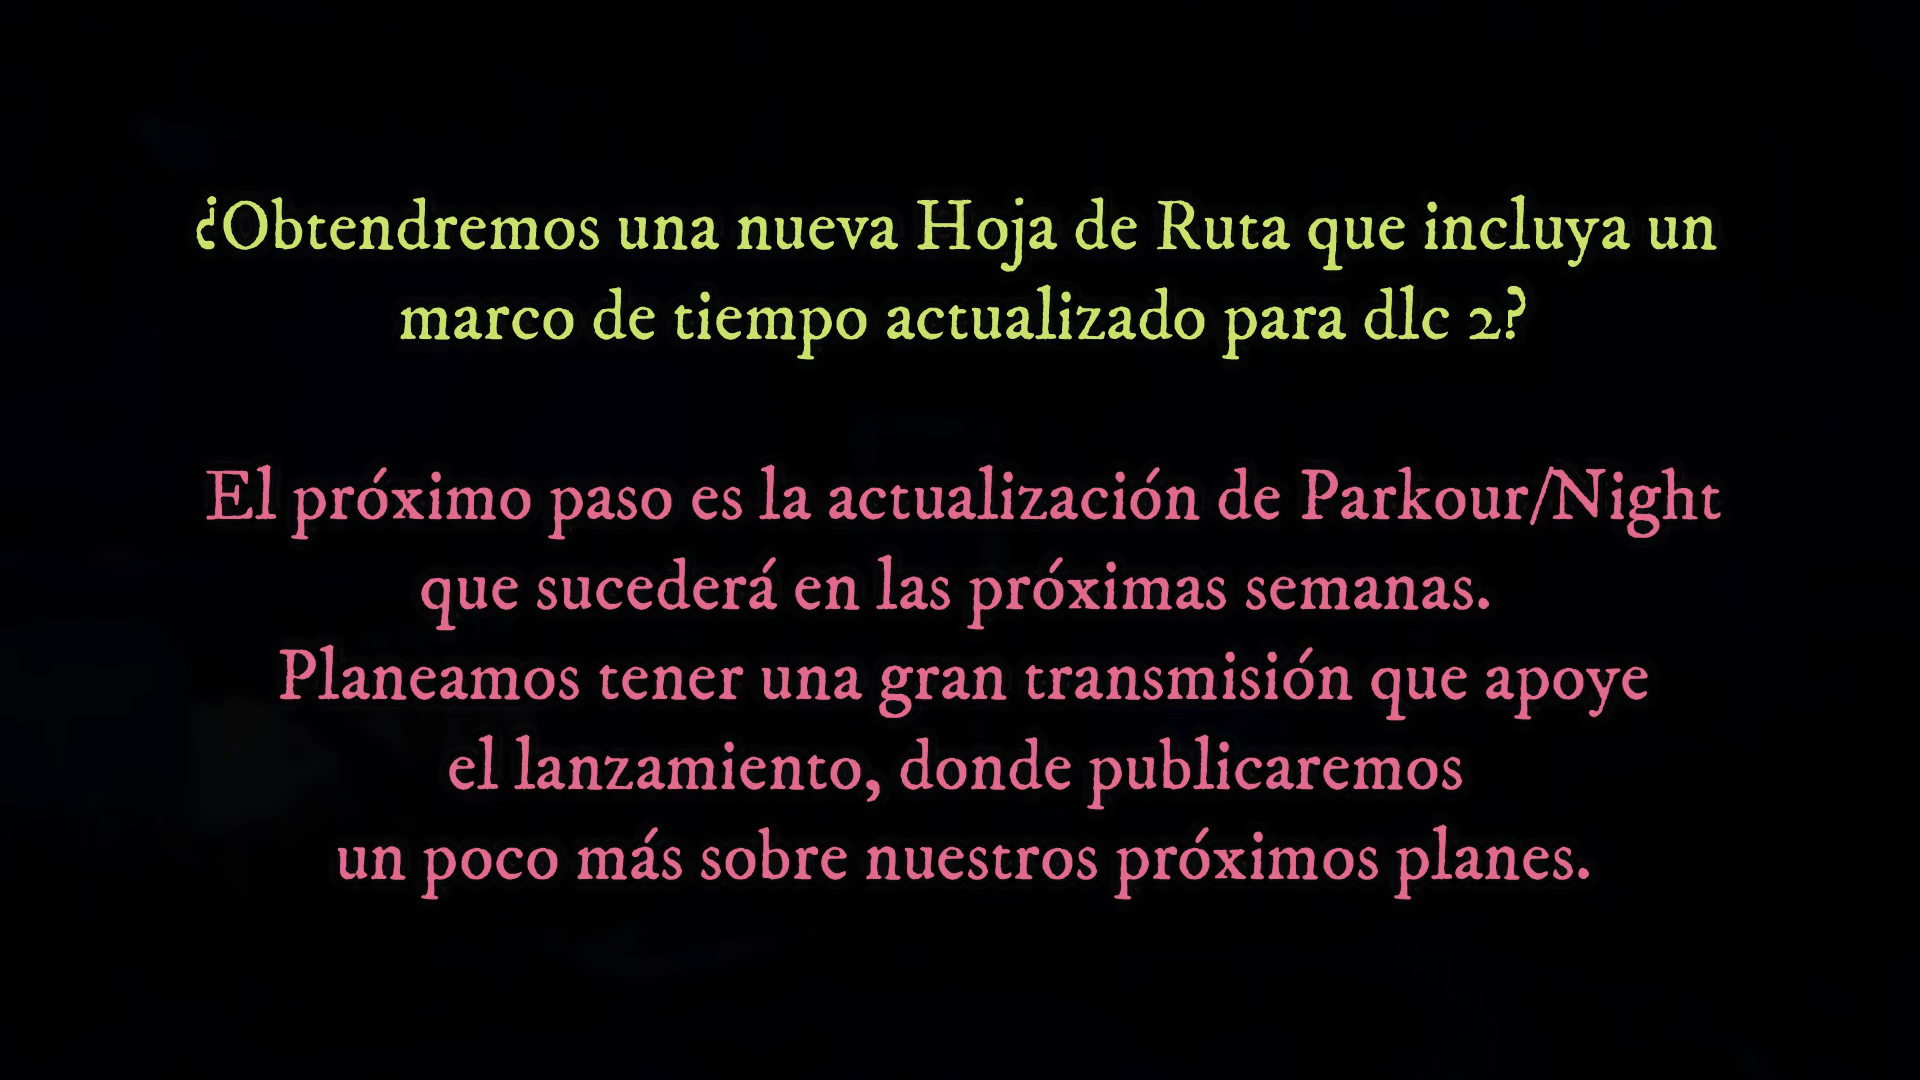 ¿Obtendremos una nueva Hoja de Ruta que incluya un
marco de tiempo actualizado para dlc 2?
El próximo paso es la actualización de Parkour/Night
que sucederá en las próximas semanas.
Planeamos tener una gran transmisión que apoye
el lanzamiento, donde publicaremos
un poco más sobre nuestros próximos planes.